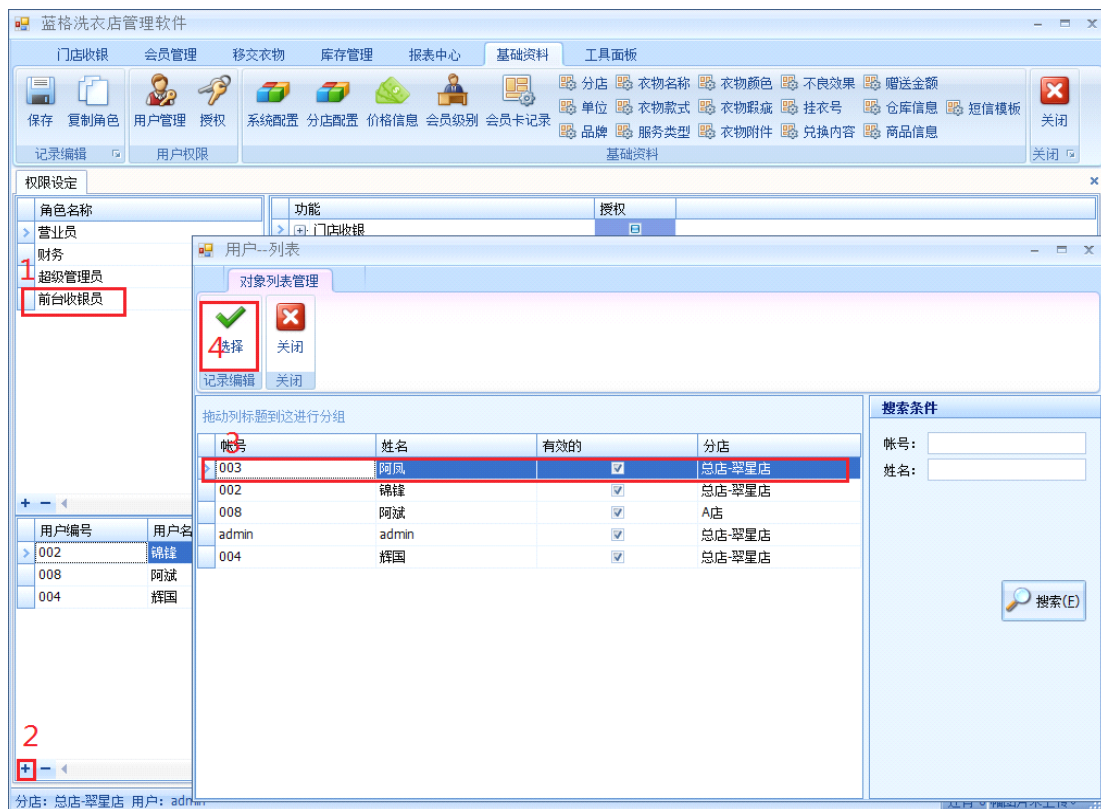 蓝格洗衣店管理软件
门店收银 会员管理 移交衣物 库存管理 报表中心 基础资料 工具面板
保存 复制角色 用户管理 授权 系统配置 分店配置 价格信息 会员级别 会员卡记录
分店 衣物名称 衣物颜色 不良效果 赠送金额
单位 衣物款式 衣物瑕疵 挂衣号 仓库信息 短信模板
品牌 服务类型 衣物附件 兑换内容 商品信息
关闭
记录编辑 用户权限 基础资料 关闭
权限设定
角色名称 功能 授权
营业员 门店收银
财务
1
超级管理员
前台收银员
用户--列表
对象列表管理
4
选择 关闭
记录编辑 关闭
拖动列标题到这进行分组
3
帐号 姓名 有效的 分店
003 阿凤 总店-翠星店
002 锦锋 总店-翠星店
008 阿斌 A店
admin admin 总店-翠星店
004 辉国 总店-翠星店
搜索条件
帐号:
姓名:
搜索(F)
用户编号 用户名
002 锦锋
008 阿斌
004 辉国
2
分店: 总店-翠星店 用户: admin